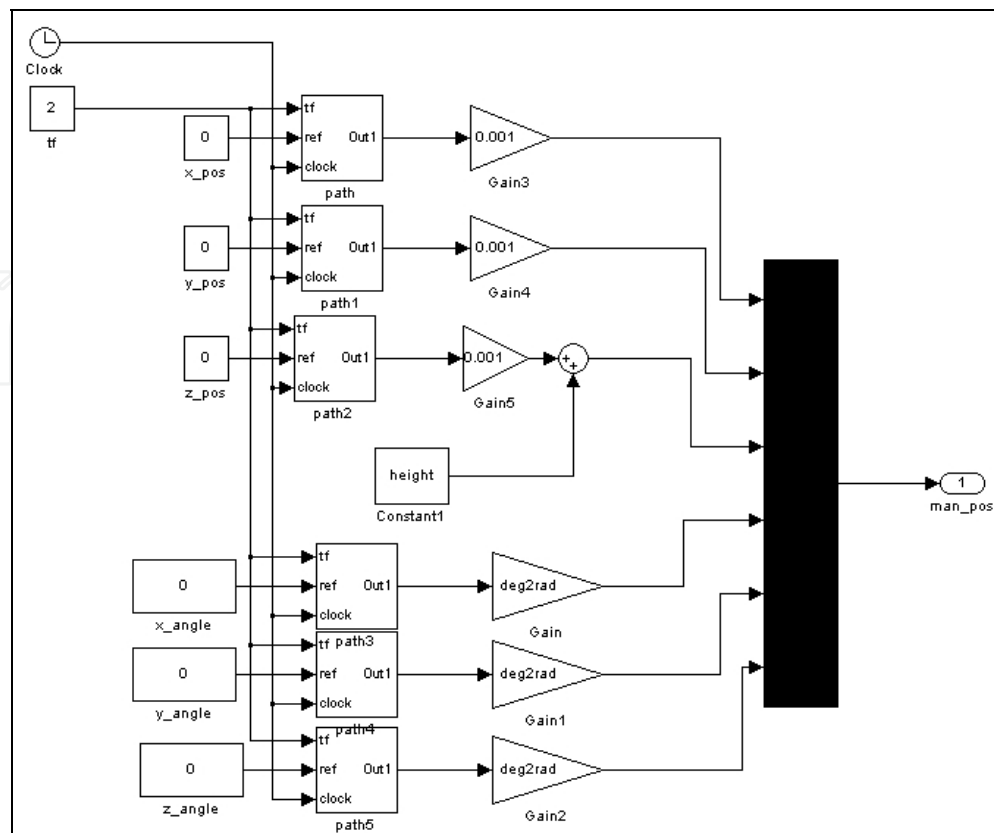 Clock
2
tf
0
x_pos
tf
ref
clock
Out1
path
0.001
Gain3
0
y_pos
tf
ref
clock
Out1
path1
0.001
Gain4
0
z_pos
tf
ref
clock
Out1
path2
0.001
Gain5
++
height
Constant1
1
man_pos
0
x_angle
tf
ref
clock
Out1
path3
deg2rad
Gain
0
y_angle
tf
ref
clock
Out1
path4
deg2rad
Gain1
0
z_angle
tf
ref
clock
Out1
path5
deg2rad
Gain2